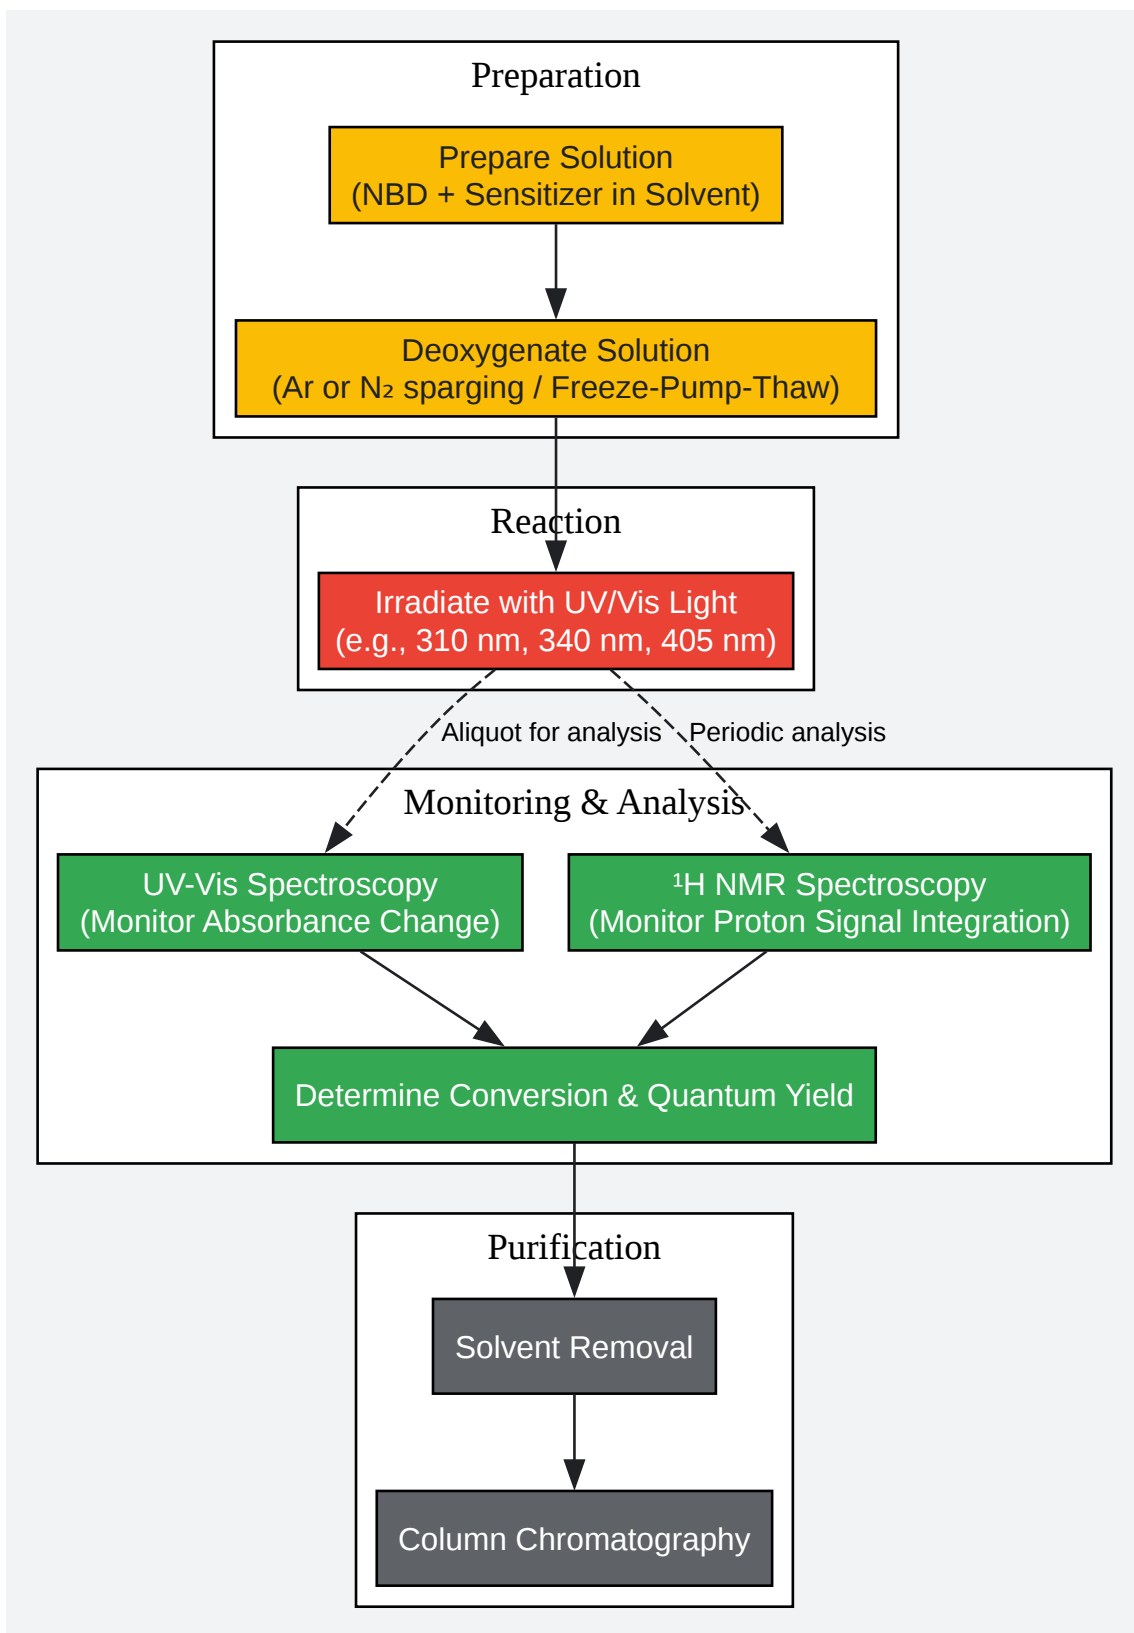 Preparation
Prepare Solution
(NBD + Sensitizer in Solvent)
Deoxygenate Solution
(Ar or N₂ sparging / Freeze-Pump-Thaw)
Reaction
Irradiate with UV/Vis Light
(e.g., 310 nm, 340 nm, 405 nm)
Aliquot for analysis
Periodic analysis
Monitoring & Analysis
UV-Vis Spectroscopy
(Monitor Absorbance Change)
¹H NMR Spectroscopy
(Monitor Proton Signal Integration)
Determine Conversion & Quantum Yield
Purification
Solvent Removal
Column Chromatography